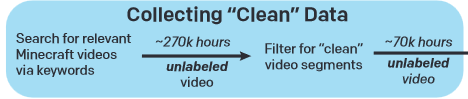 Collecting “Clean” Data
Search for relevant
Minecraft videos
via keywords
~270k hours
unlabeled
video
Filter for “clean”
video segments
~70k hours
unlabeled
video